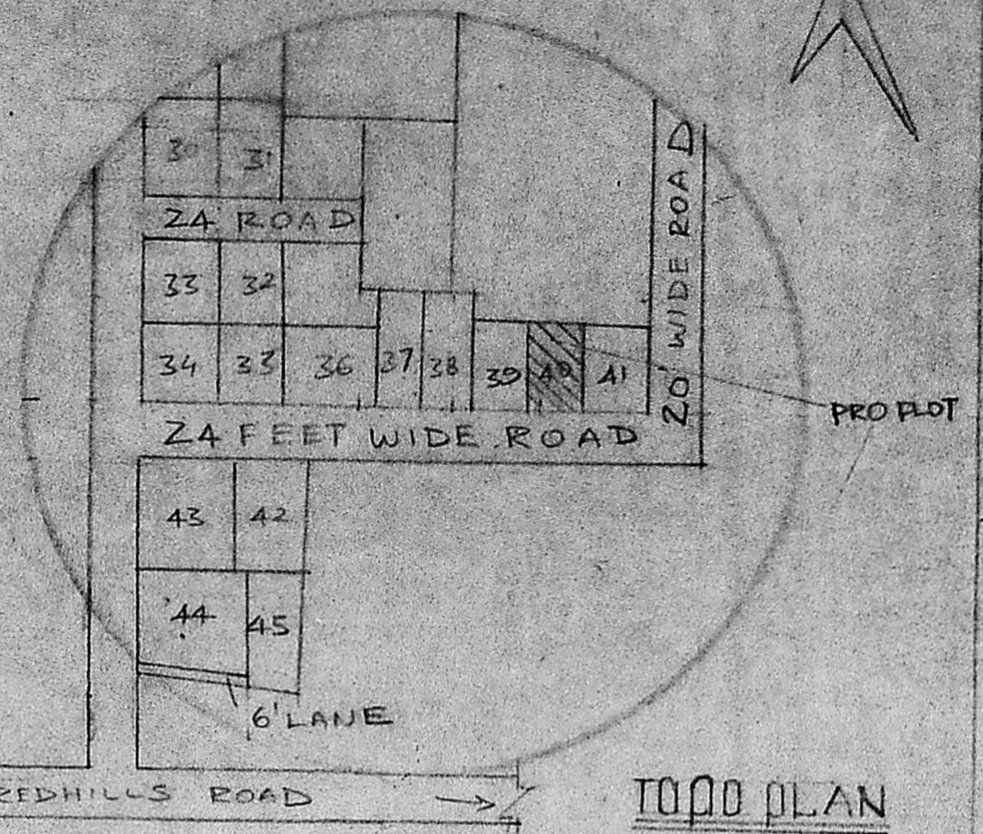 30 31
24' ROAD
20' WIDE ROAD
33 32
34 33 36 37 38 39 40 41
PRO PLOT
24 FEET WIDE ROAD
43 42
44 45
6' LANE
REDHILLS ROAD
TOPO PLAN